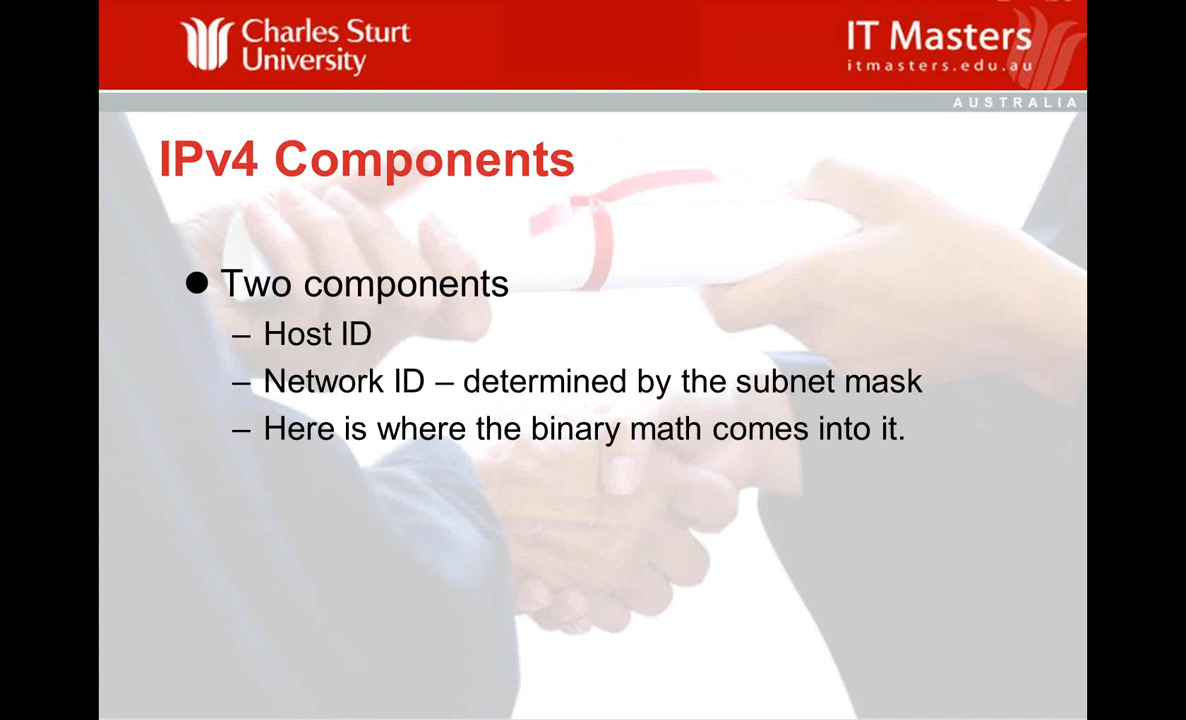 Charles Sturt
University
IT Masters
itmasters.edu.au
AUSTRALIA
IPv4 Components
● Two components
– Host ID
– Network ID – determined by the subnet mask
– Here is where the binary math comes into it.